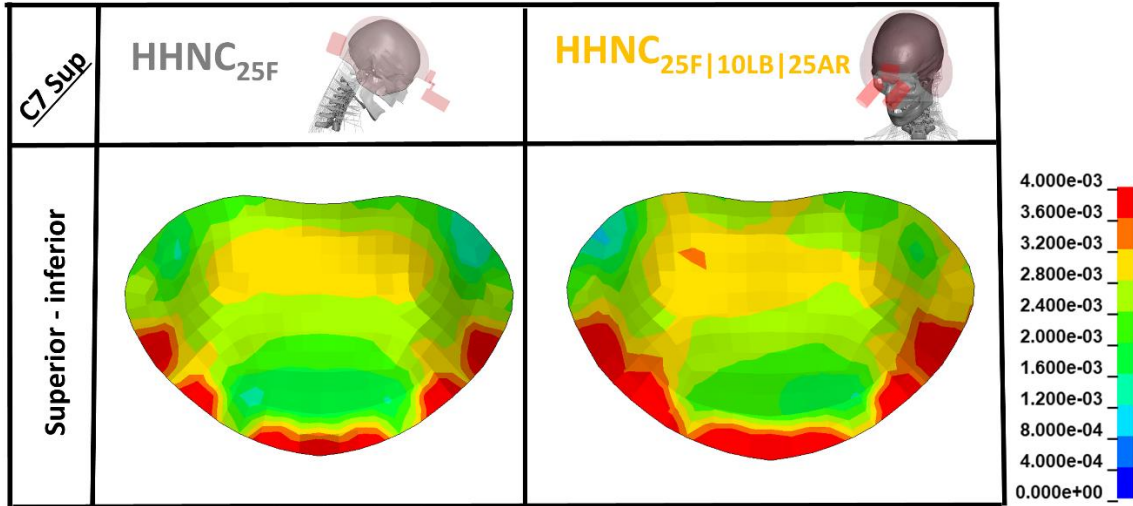 C7 Sup
HHNC25F
HHNC25F|10LB|25AR
Superior - inferior
4.000e-03
3.600e-03
3.200e-03
2.800e-03
2.400e-03
2.000e-03
1.600e-03
1.200e-03
8.000e-04
4.000e-04
0.000e+00